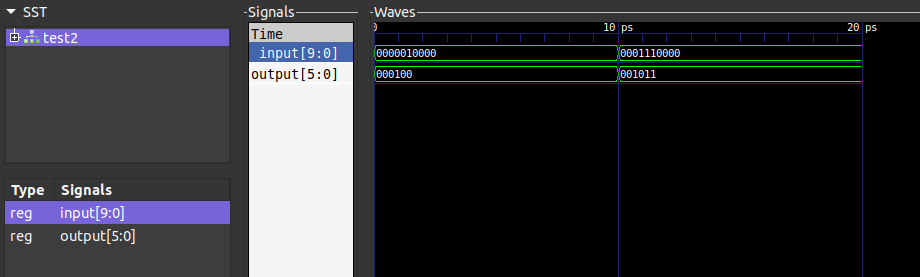 SST
test2
Type Signals
reg input[9:0]
reg output[5:0]
Signals
Time
input[9:0]
output[5:0]
Waves
0 10 ps 20 ps
0000010000 0001110000
000100 001011